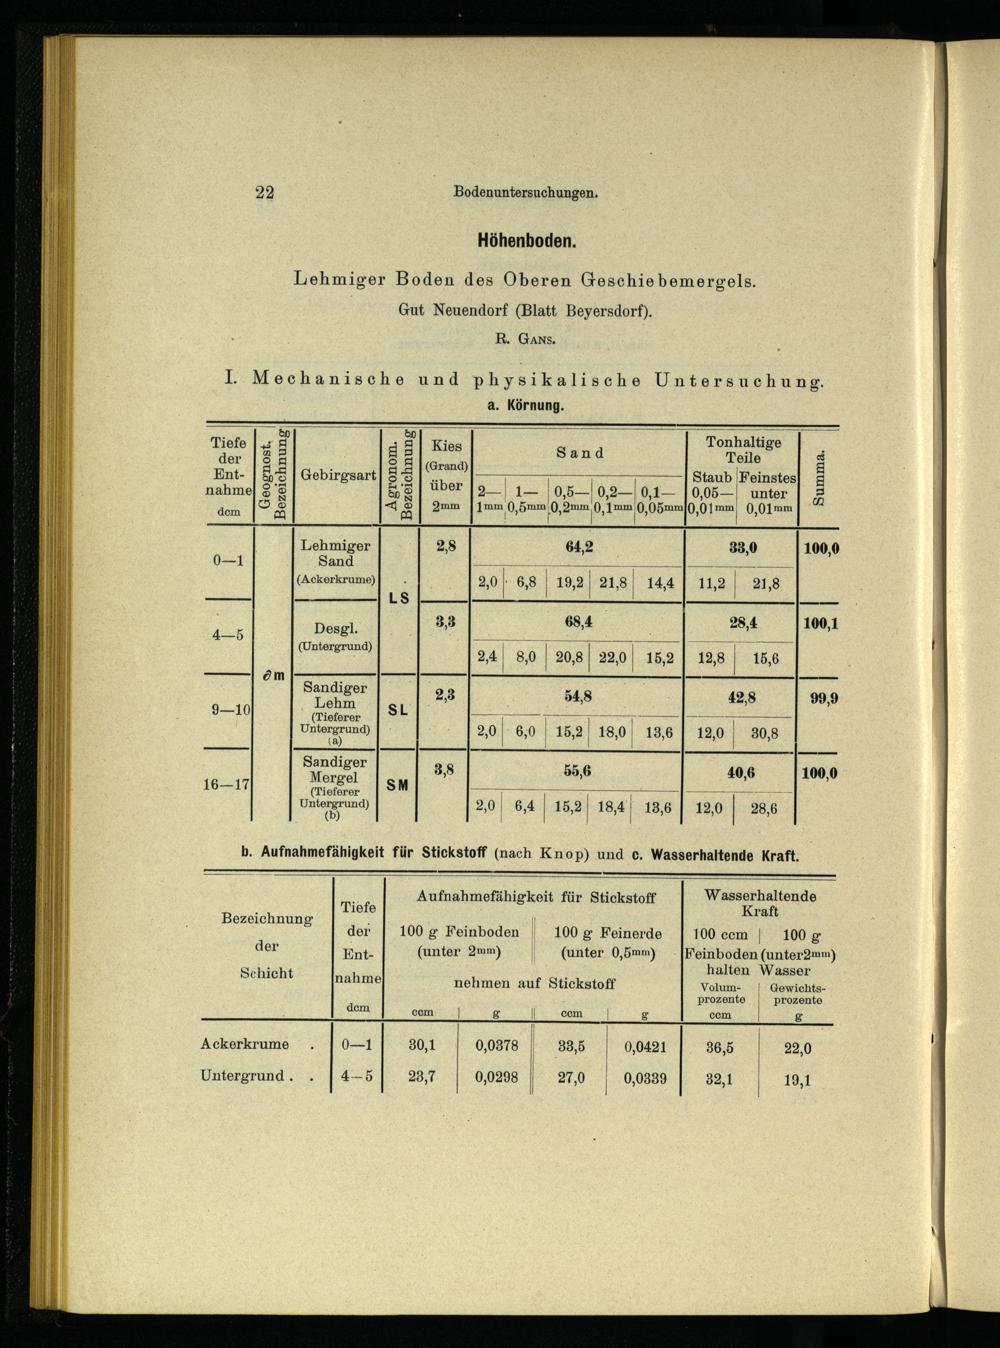 22 Bodenuntersuchungen.
Höhenboden.
Lehmiger Boden des Oberen Geschiebemergels.
Gut Neuendorf (Blatt Beyersdorf).
R. Gans.
I. Mechanische und physikalische Untersuchung.
a. Körnung.
Tiefe der Ent-nahme dcm | Geognost. Bezeichnung | Gebirgsart | Agronom. Bezeichnung | Kies (Grand) über 2mm | Sand | Tonhaltige Teile | Summa.
2—1mm | 1—0,5mm | 0,5—0,2mm | 0,2—0,1mm | 0,1—0,05mm | Staub 0,05—0,01mm | Feinstes unter 0,01mm
0—1 | Lehmiger Sand (Ackerkrume) | LS | 2,8 | 64,2 | 33,0 | 100,0
2,0 | 6,8 | 19,2 | 21,8 | 14,4 | 11,2 | 21,8
4—5 | Desgl. (Untergrund) | 3,3 | 68,4 | 28,4 | 100,1
2,4 | 8,0 | 20,8 | 22,0 | 15,2 | 12,8 | 15,6
∂m
9—10 | Sandiger Lehm (Tieferer Untergrund) (a) | SL | 2,3 | 54,8 | 42,8 | 99,9
2,0 | 6,0 | 15,2 | 18,0 | 13,6 | 12,0 | 30,8
16—17 | Sandiger Mergel (Tieferer Untergrund) (b) | SM | 3,8 | 55,6 | 40,6 | 100,0
2,0 | 6,4 | 15,2 | 18,4 | 13,6 | 12,0 | 28,6
b. Aufnahmefähigkeit für Stickstoff (nach Knop) und c. Wasserhaltende Kraft.
Bezeichnung der Schicht | Tiefe der Ent-nahme dcm | Aufnahmefähigkeit für Stickstoff | Wasserhaltende Kraft
100 g Feinboden (unter 2mm) | 100 g Feinerde (unter 0,5mm) | 100 ccm | 100 g
Feinboden (unter 2mm)
nehmen auf Stickstoff | halten Wasser
Volum-prozente | Gewichts-prozente
ccm | g | ccm | g | ccm | g
Ackerkrume . | 0—1 | 30,1 | 0,0378 | 33,5 | 0,0421 | 36,5 | 22,0
Untergrund . . | 4—5 | 23,7 | 0,0298 | 27,0 | 0,0339 | 32,1 | 19,1